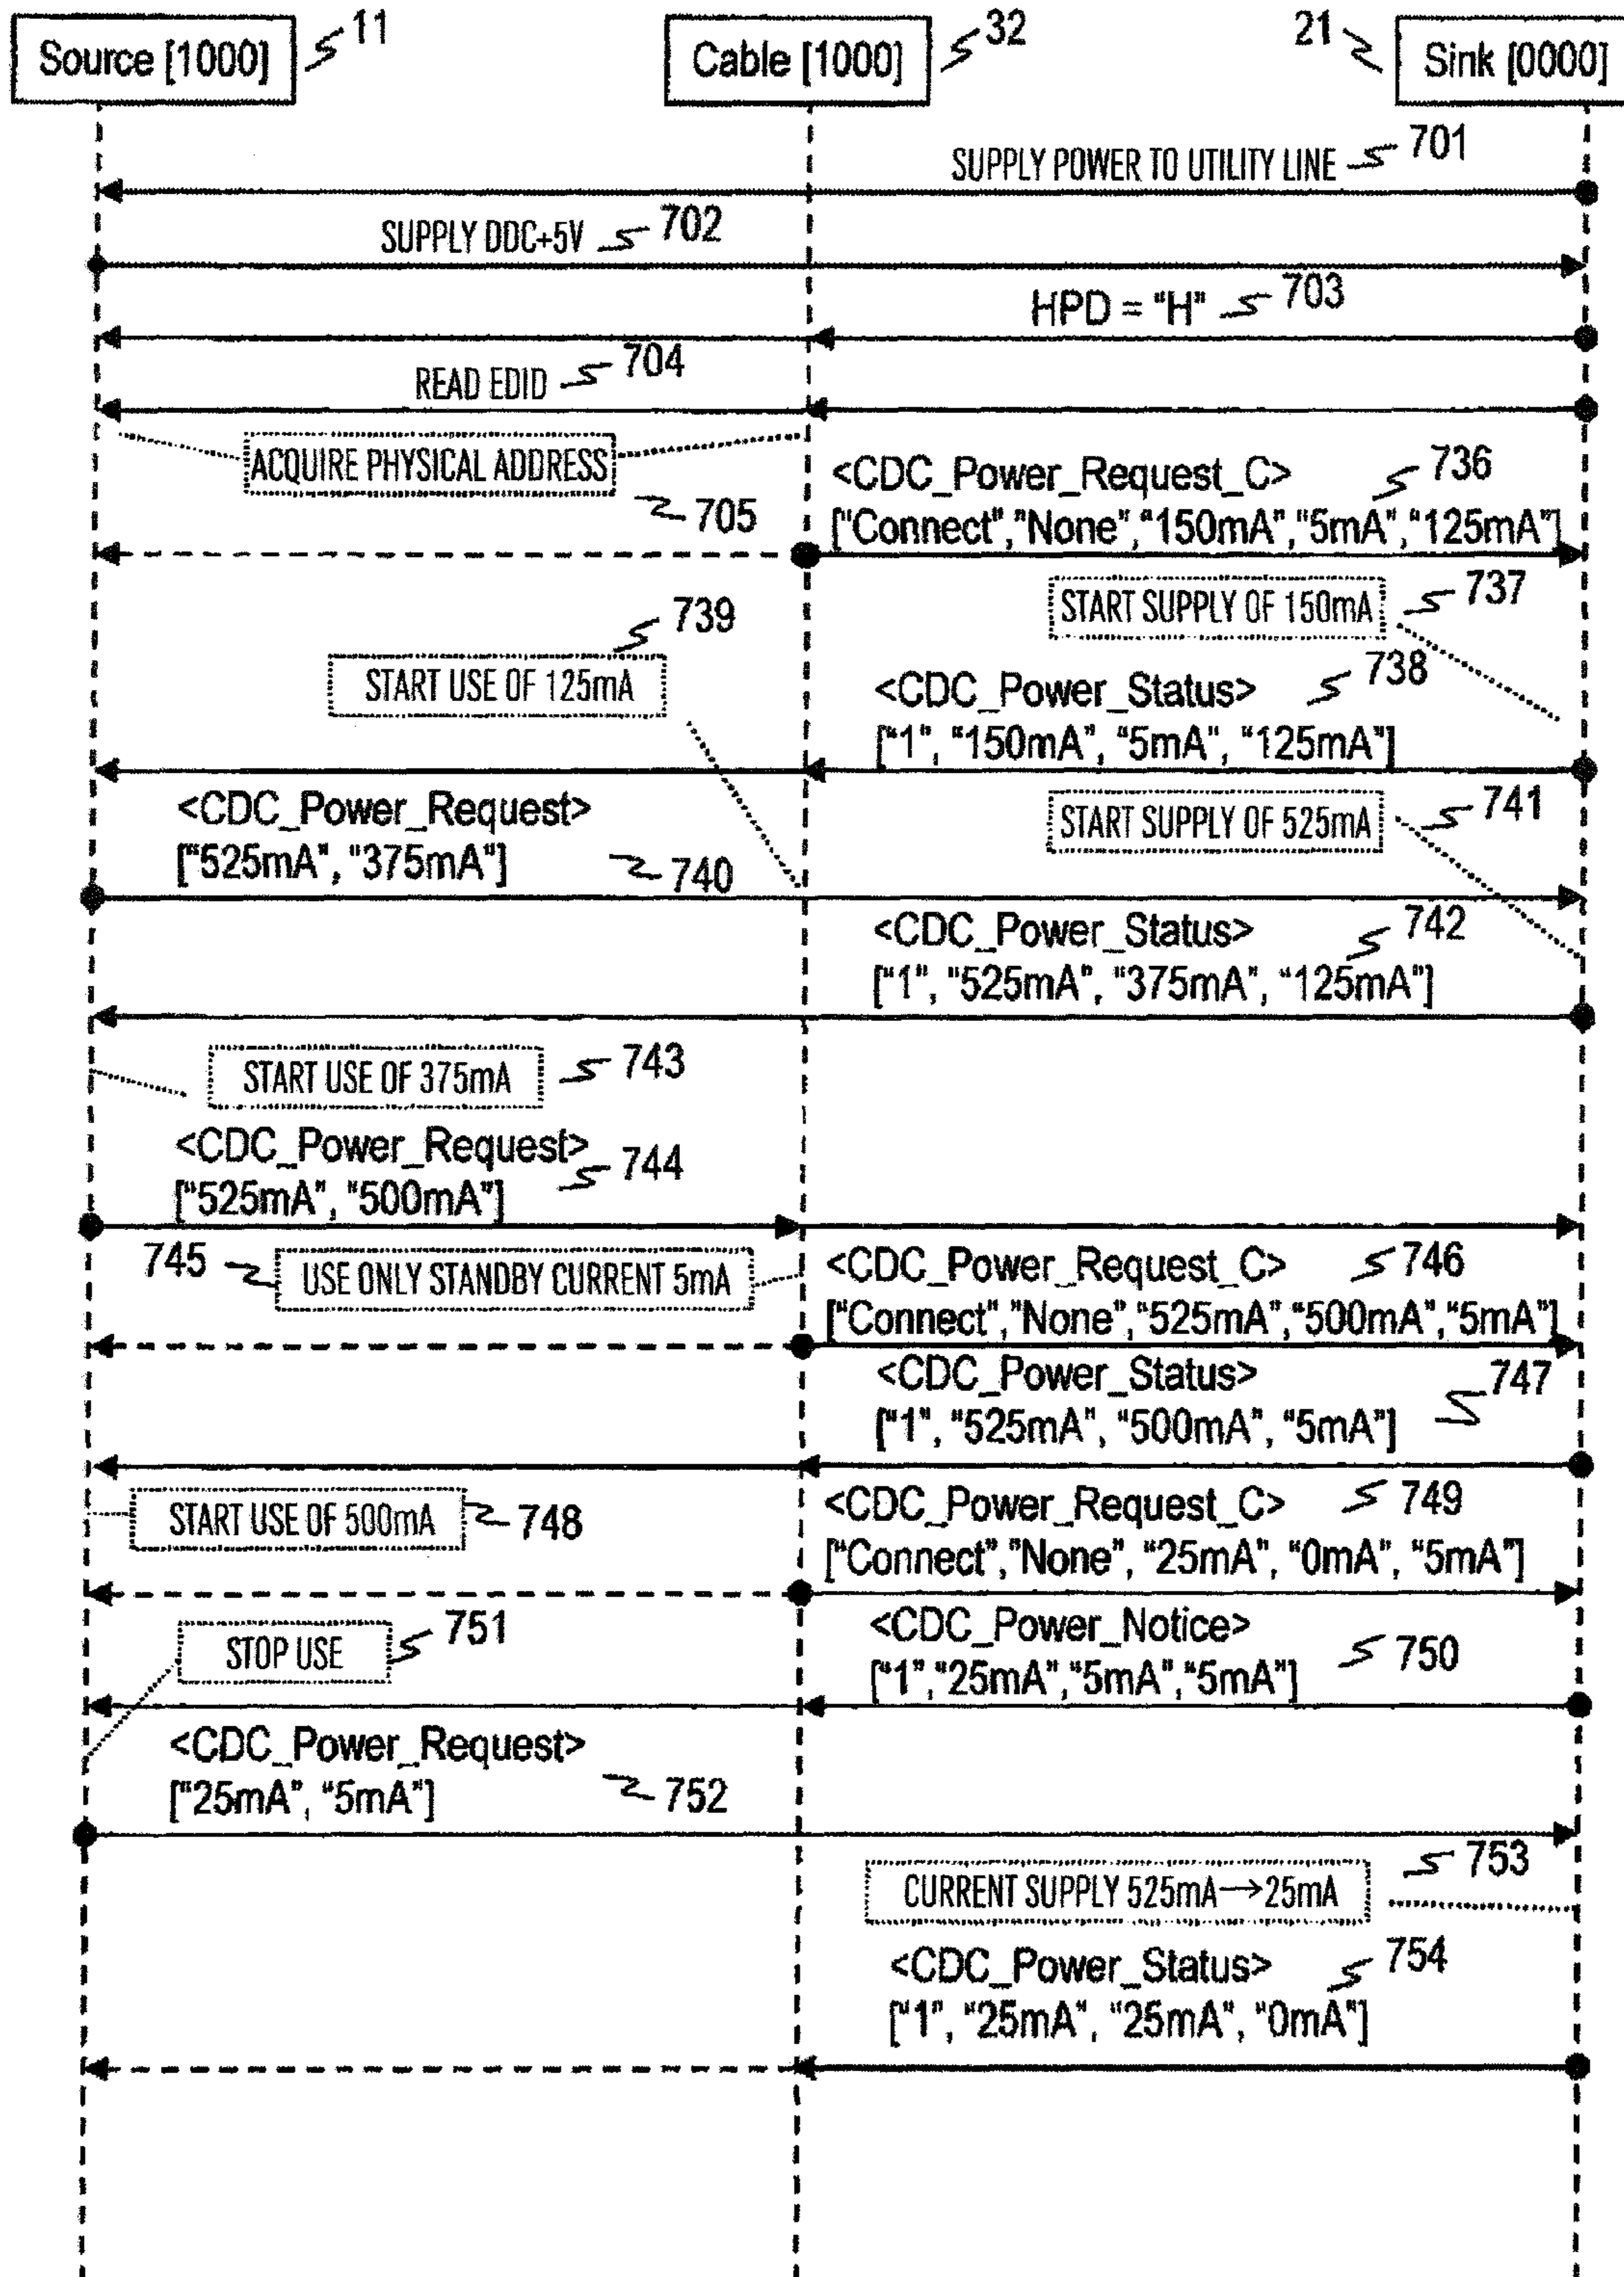 Source [1000] 11
Cable [1000] 32
21 Sink [0000]
SUPPLY POWER TO UTILITY LINE 701
SUPPLY DDC+5V 702
HPD = "H" 703
READ EDID 704
ACQUIRE PHYSICAL ADDRESS
705
<CDC_Power_Request_C> 736
["Connect","None","150mA","5mA","125mA"]
START SUPPLY OF 150mA 737
739
START USE OF 125mA
<CDC_Power_Status> 738
["1", "150mA", "5mA", "125mA"]
<CDC_Power_Request>
["525mA", "375mA"] 740
START SUPPLY OF 525mA 741
<CDC_Power_Status> 742
["1", "525mA", "375mA", "125mA"]
START USE OF 375mA 743
<CDC_Power_Request>
["525mA", "500mA"] 744
745 USE ONLY STANDBY CURRENT 5mA
<CDC_Power_Request_C> 746
["Connect","None","525mA","500mA","5mA"]
<CDC_Power_Status> 747
["1", "525mA", "500mA", "5mA"]
START USE OF 500mA 748
<CDC_Power_Request_C> 749
["Connect","None", "25mA", "0mA", "5mA"]
STOP USE 751
<CDC_Power_Notice>
["1","25mA","5mA","5mA"] 750
<CDC_Power_Request>
["25mA", "5mA"] 752
753
CURRENT SUPPLY 525mA→25mA
<CDC_Power_Status> 754
["1", "25mA", "25mA", "0mA"]